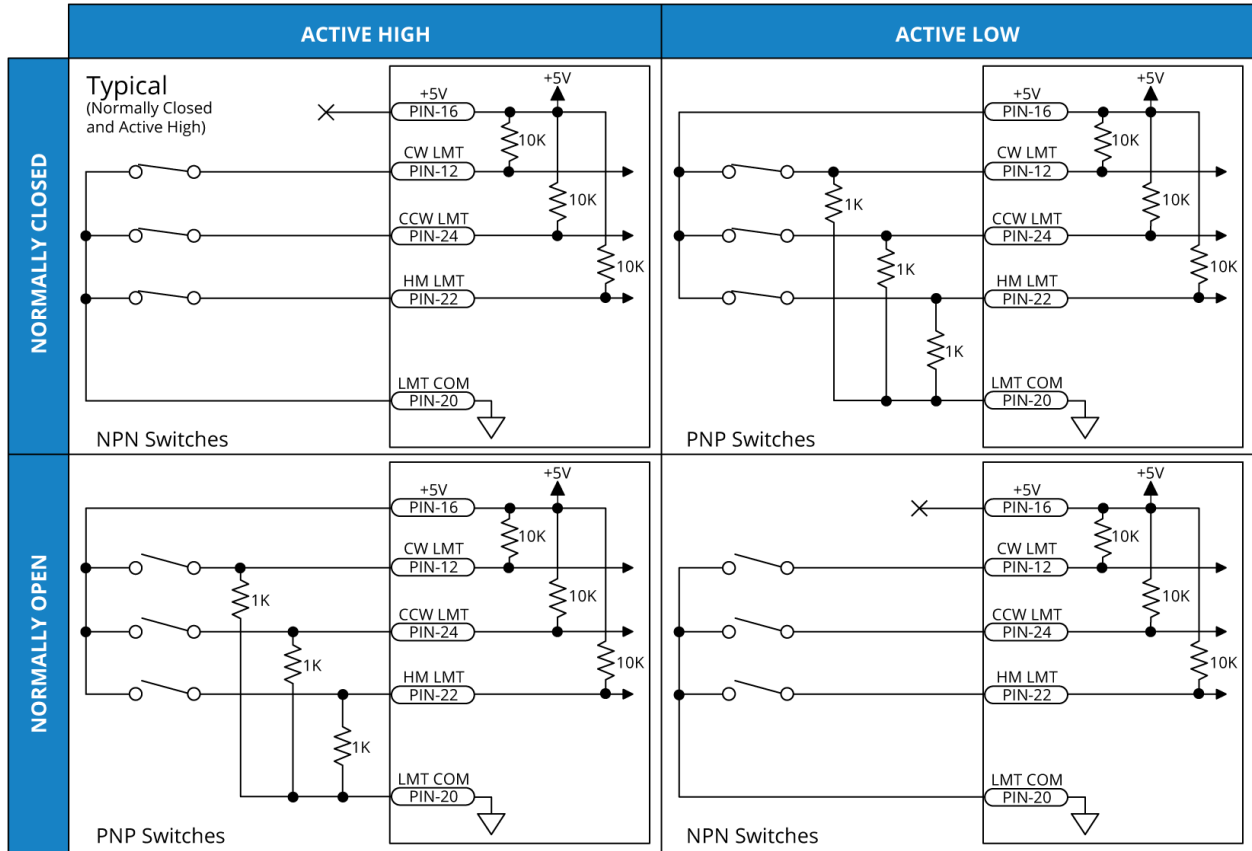 ACTIVE HIGH
ACTIVE LOW
NORMALLY CLOSED
Typical
(Normally Closed
and Active High)
+5V
+5V
PIN-16
10K
CW LMT
PIN-12
10K
CCW LMT
PIN-24
10K
HM LMT
PIN-22
LMT COM
PIN-20
NPN Switches
+5V
+5V
PIN-16
10K
CW LMT
PIN-12
1K
10K
CCW LMT
PIN-24
1K
10K
HM LMT
PIN-22
1K
LMT COM
PIN-20
PNP Switches
NORMALLY OPEN
+5V
+5V
PIN-16
10K
CW LMT
PIN-12
1K
10K
CCW LMT
PIN-24
1K
10K
HM LMT
PIN-22
1K
LMT COM
PIN-20
PNP Switches
+5V
+5V
PIN-16
10K
CW LMT
PIN-12
10K
CCW LMT
PIN-24
10K
HM LMT
PIN-22
LMT COM
PIN-20
NPN Switches